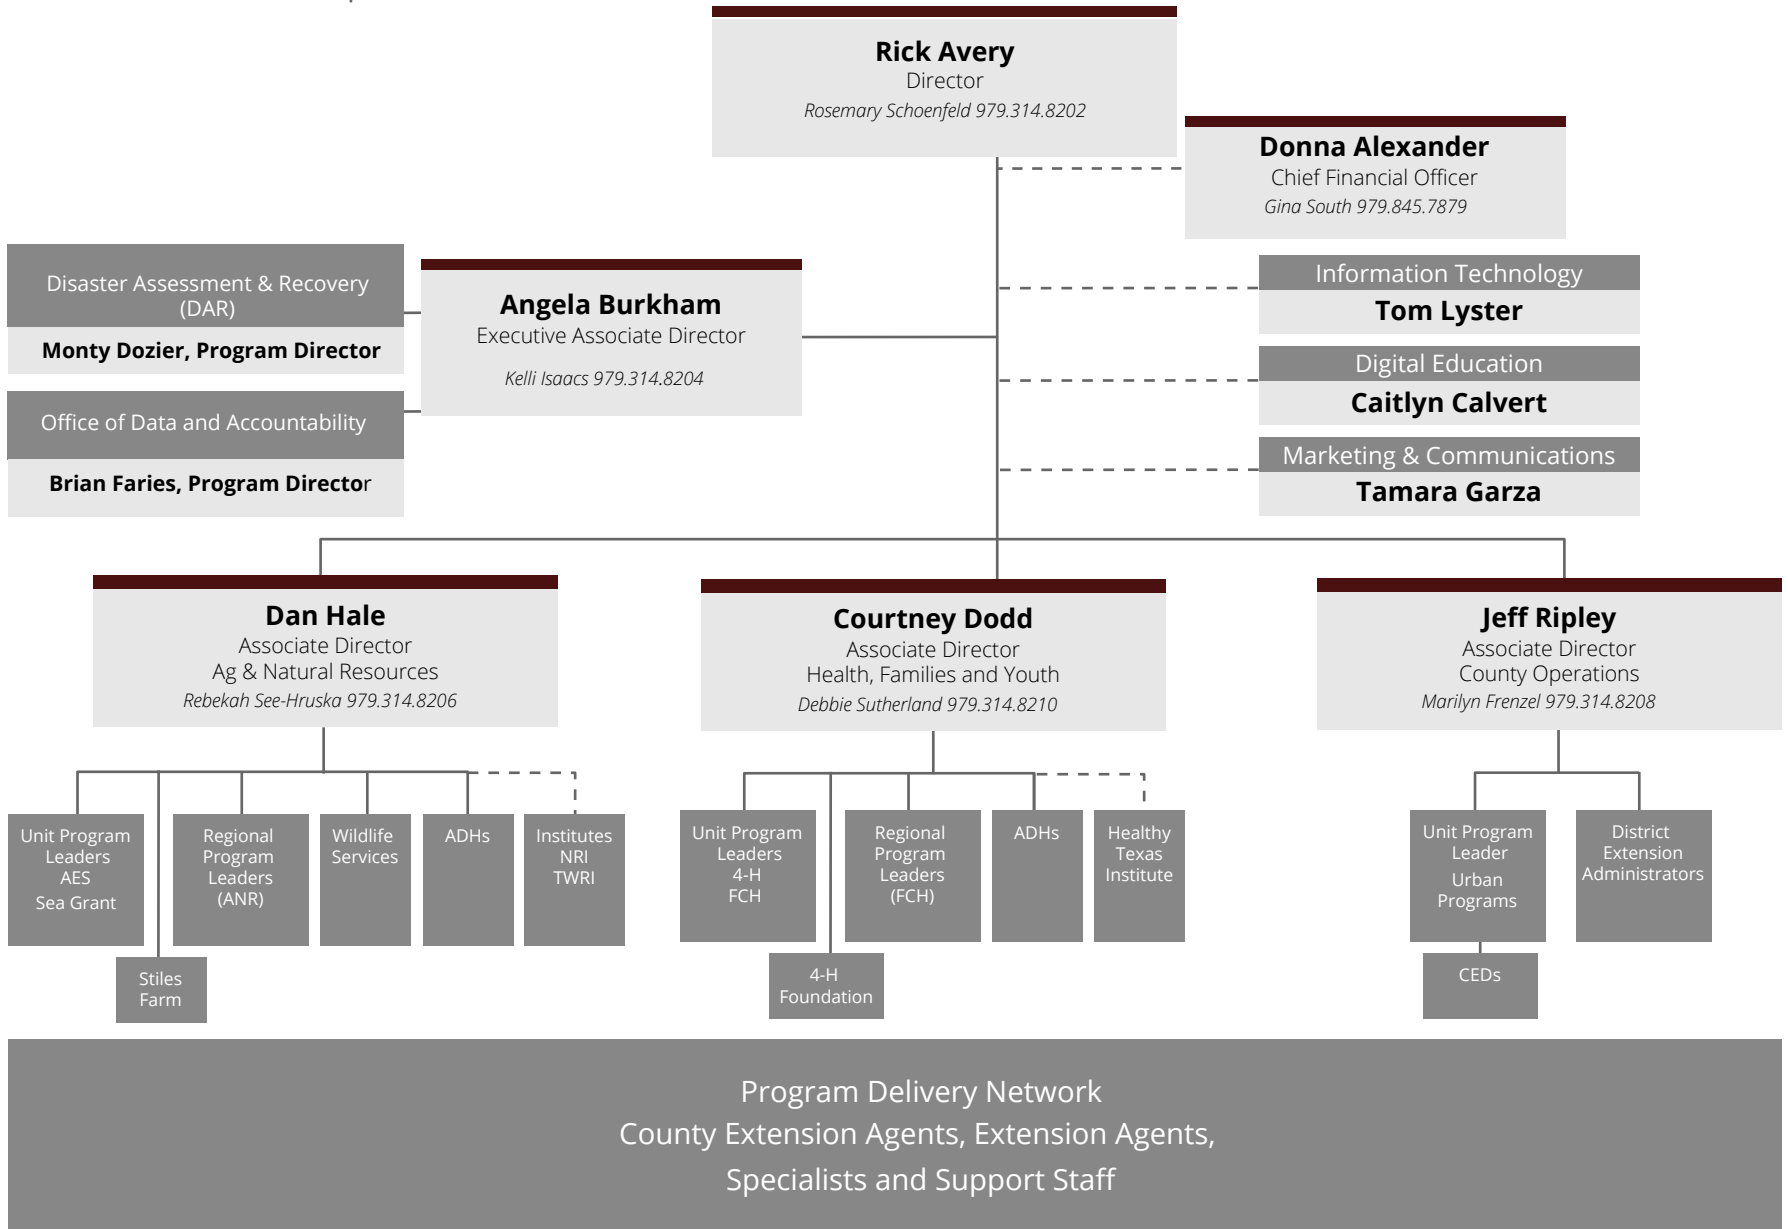 Rick Avery
Director
Rosemary Schoenfeld 979.314.8202
Donna Alexander
Chief Financial Officer
Gina South 979.845.7879
Disaster Assessment & Recovery
(DAR)
Monty Dozier, Program Director
Office of Data and Accountability
Brian Faries, Program Director
Angela Burkham
Executive Associate Director
Kelli Isaacs 979.314.8204
Information Technology
Tom Lyster
Digital Education
Caitlyn Calvert
Marketing & Communications
Tamara Garza
Dan Hale
Associate Director
Ag & Natural Resources
Rebekah See-Hruska 979.314.8206
Courtney Dodd
Associate Director
Health, Families and Youth
Debbie Sutherland 979.314.8210
Jeff Ripley
Associate Director
County Operations
Marilyn Frenzel 979.314.8208
Unit Program
Leaders
AES
Sea Grant
Regional
Program
Leaders
(ANR)
Wildlife
Services
ADHs
Institutes
NRI
TWRI
Stiles
Farm
Unit Program
Leaders
4-H
FCH
Regional
Program
Leaders
(FCH)
ADHs
Healthy
Texas
Institute
4-H
Foundation
Unit Program
Leader
Urban
Programs
District
Extension
Administrators
CEDs
Program Delivery Network
County Extension Agents, Extension Agents,
Specialists and Support Staff